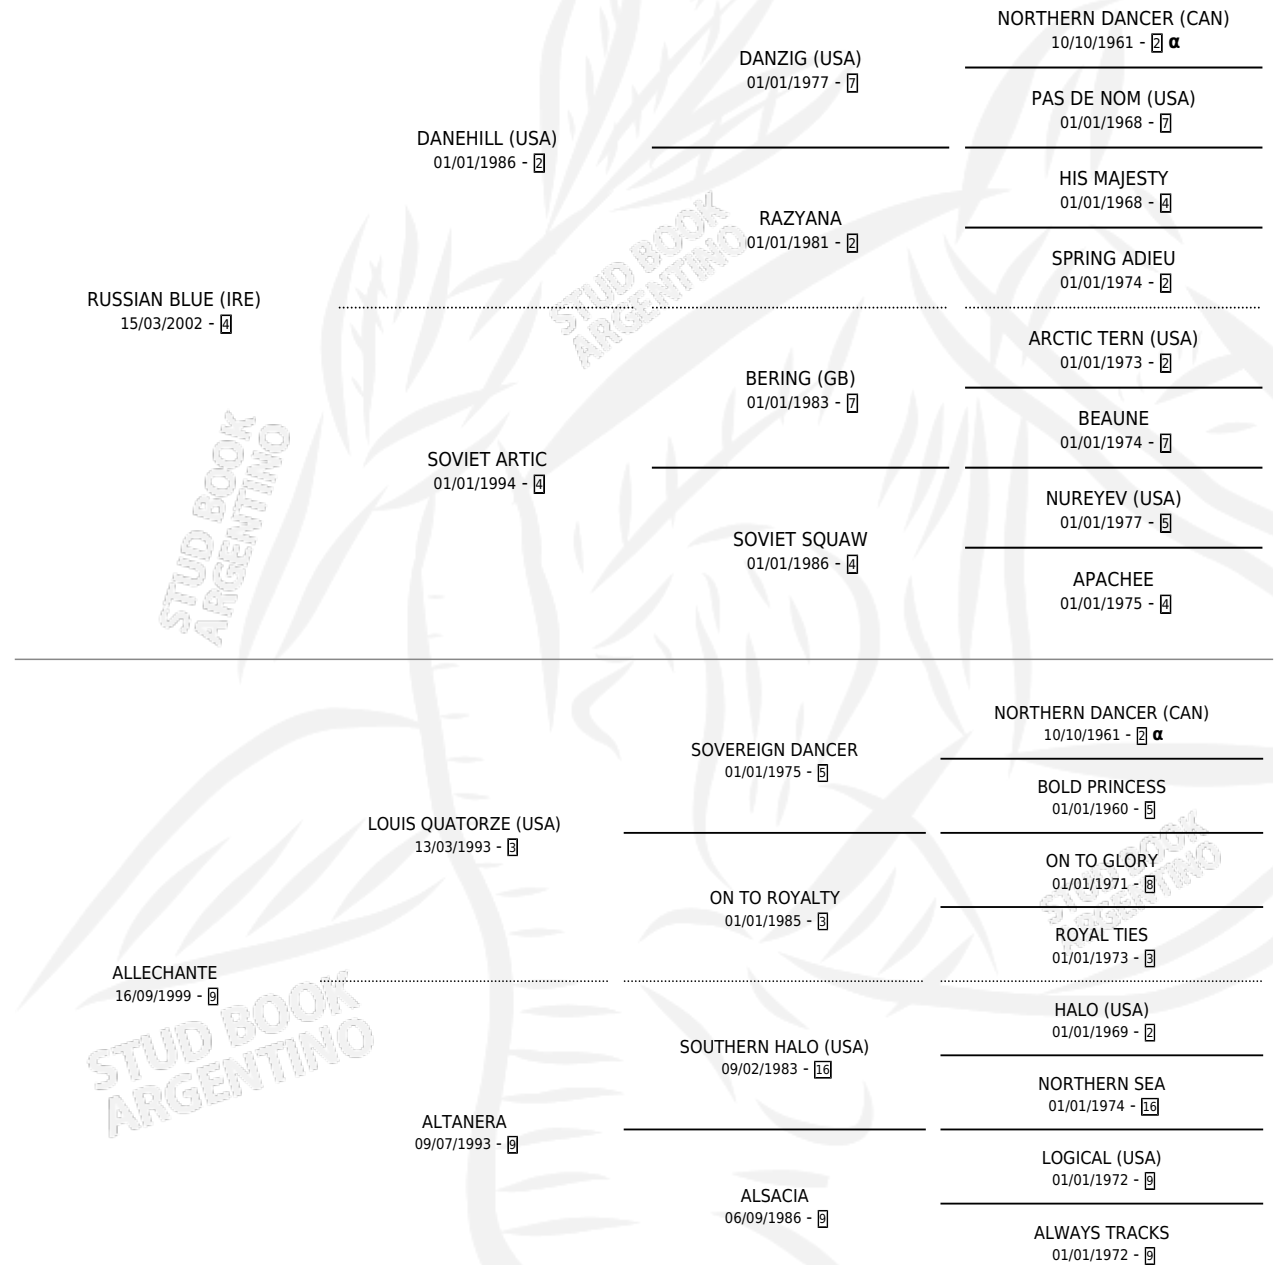 NORTHERN DANCER (CAN)
10/10/1961 - 2 α
DANZIG (USA)
01/01/1977 - 7
PAS DE NOM (USA)
01/01/1968 - 7
DANEHILL (USA)
01/01/1986 - 2
HIS MAJESTY
01/01/1968 - 4
RAZYANA
01/01/1981 - 2
SPRING ADIEU
01/01/1974 - 2
RUSSIAN BLUE (IRE)
15/03/2002 - 4
ARCTIC TERN (USA)
01/01/1973 - 2
BERING (GB)
01/01/1983 - 7
BEAUNE
01/01/1974 - 7
SOVIET ARTIC
01/01/1994 - 4
NUREYEV (USA)
01/01/1977 - 5
SOVIET SQUAW
01/01/1986 - 4
APACHEE
01/01/1975 - 4
NORTHERN DANCER (CAN)
10/10/1961 - 2 α
SOVEREIGN DANCER
01/01/1975 - 5
BOLD PRINCESS
01/01/1960 - 5
LOUIS QUATORZE (USA)
13/03/1993 - 3
ON TO GLORY
01/01/1971 - 8
ON TO ROYALTY
01/01/1985 - 3
ROYAL TIES
01/01/1973 - 3
ALLECHANTE
16/09/1999 - 9
HALO (USA)
01/01/1969 - 2
SOUTHERN HALO (USA)
09/02/1983 - 16
NORTHERN SEA
01/01/1974 - 16
ALTANERA
09/07/1993 - 9
LOGICAL (USA)
01/01/1972 - 9
ALSACIA
06/09/1986 - 9
ALWAYS TRACKS
01/01/1972 - 9
STUD BOOK
ARGENTINO
STUD BOOK
ARGENTINO
STUD BOOK
ARGENTINO
STUD BOOK
ARGENTINO